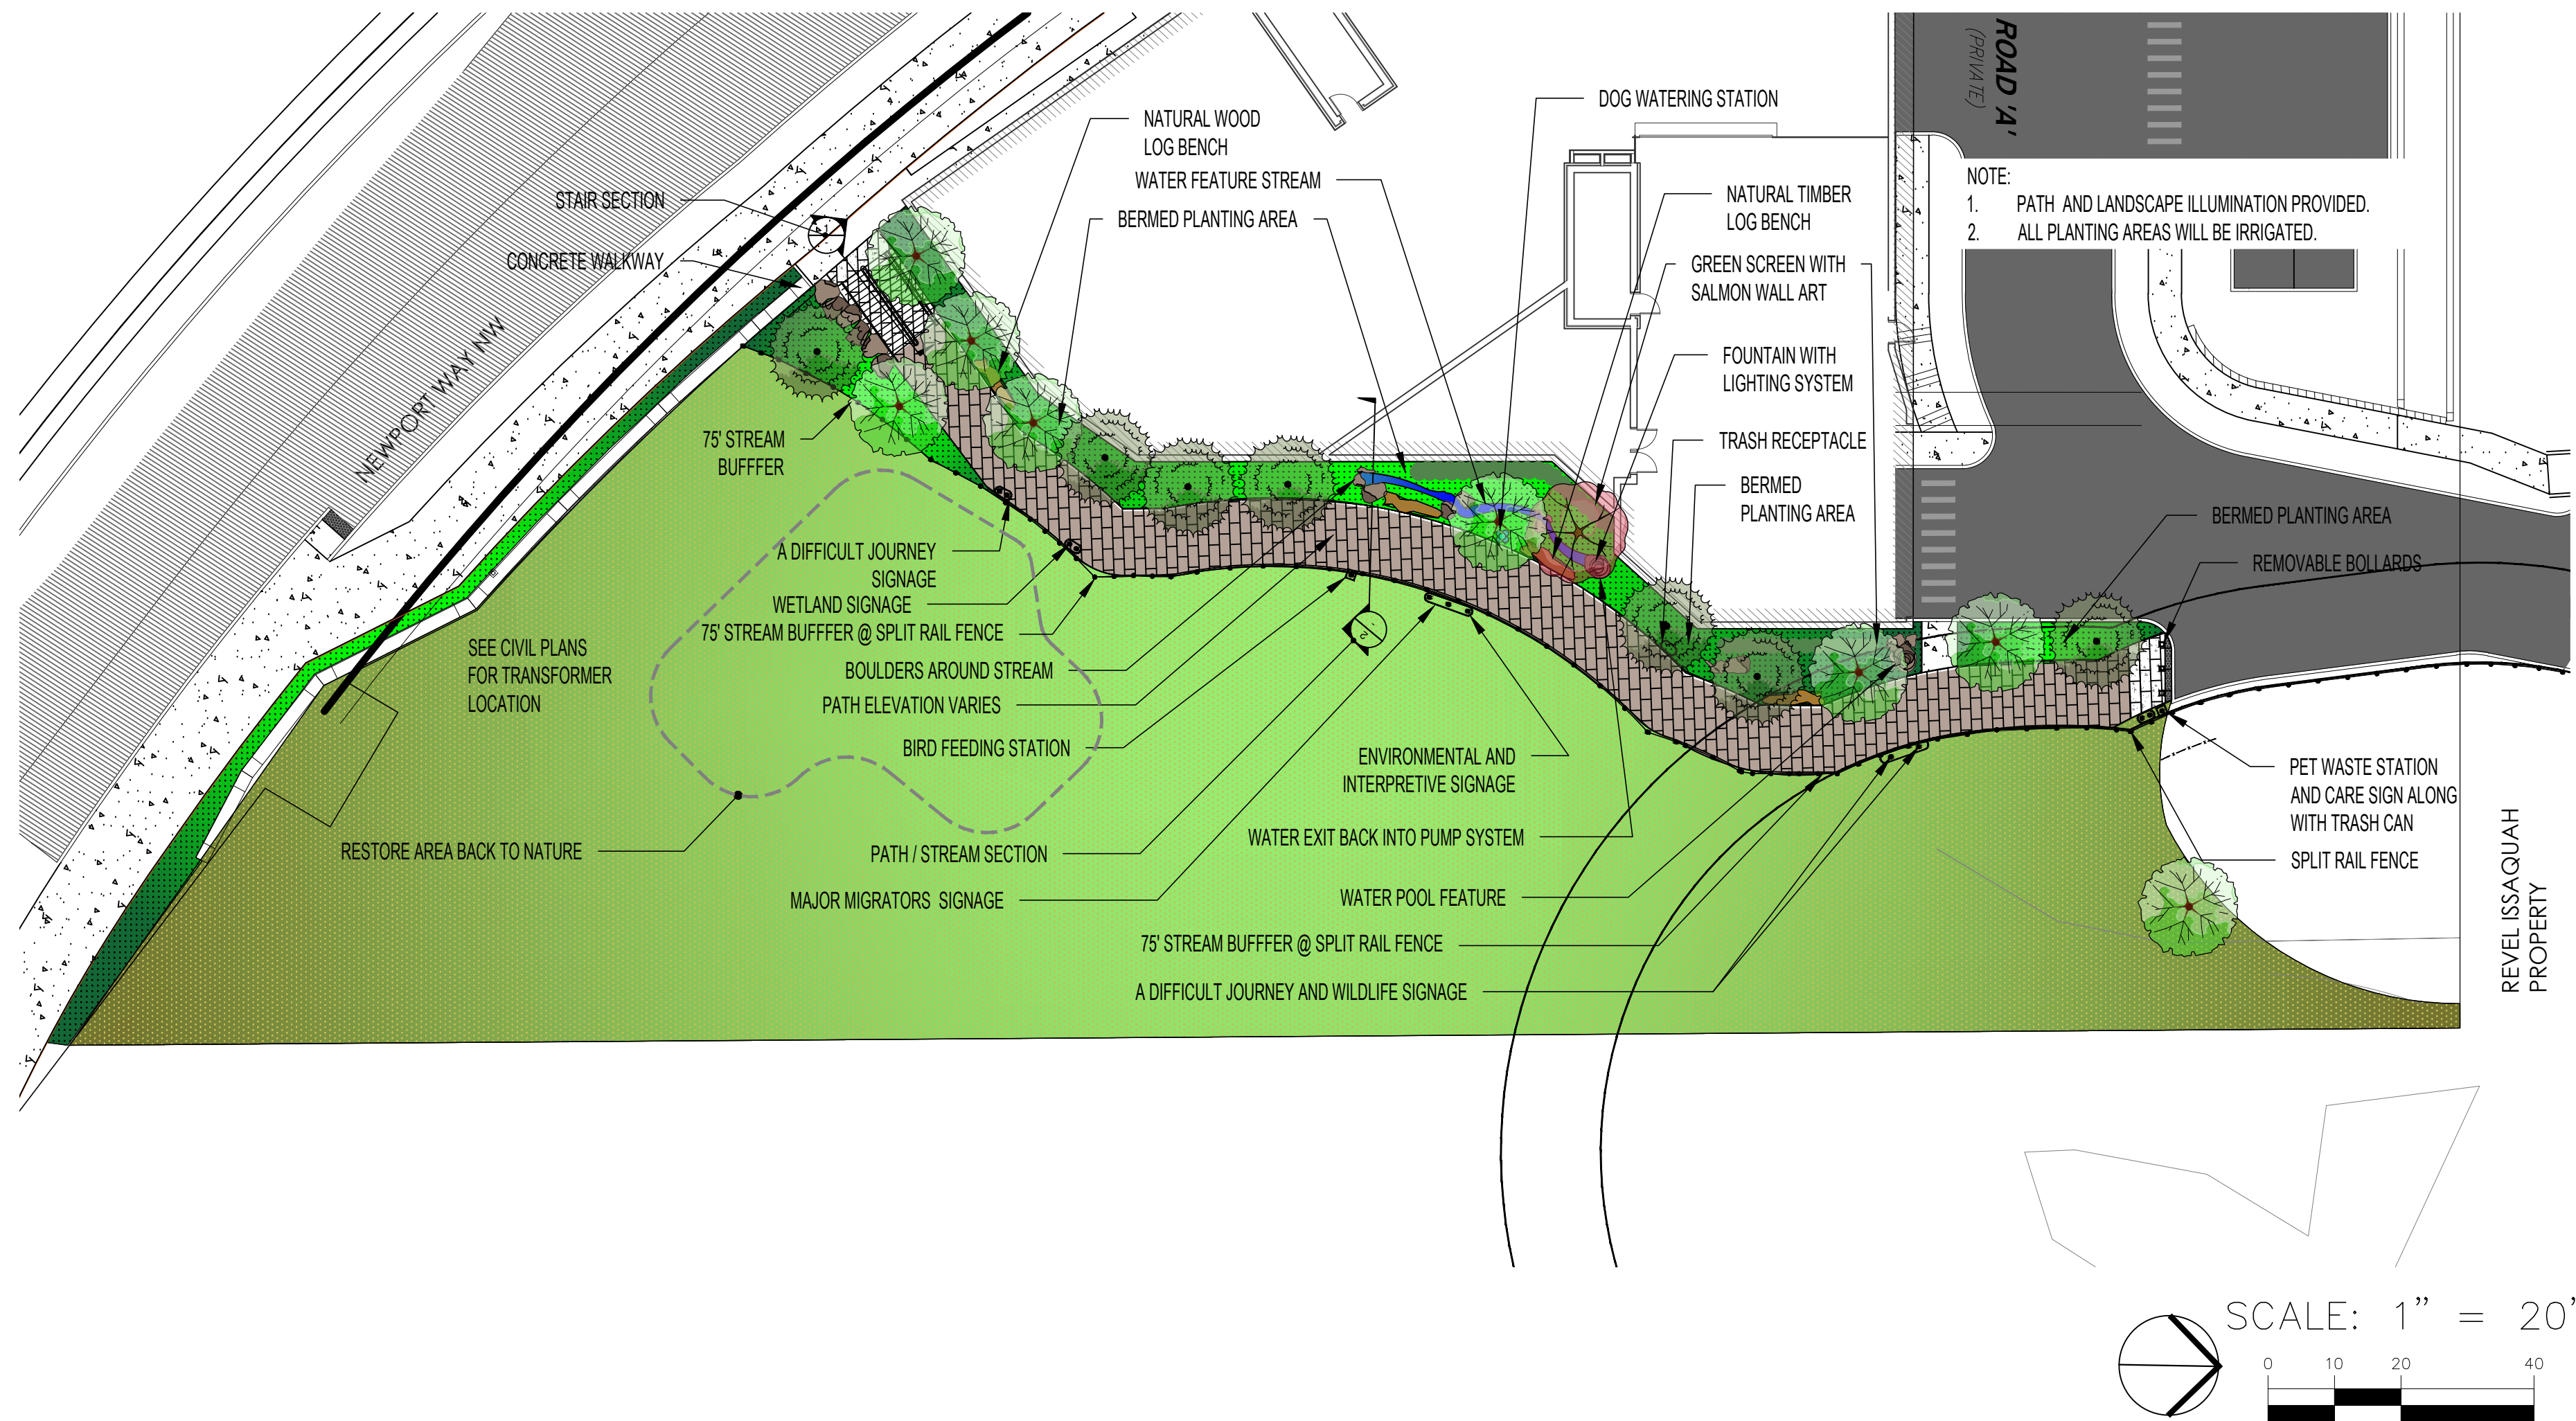 ROAD 'A'
(PRIVATE)
DOG WATERING STATION
NATURAL WOOD
LOG BENCH
WATER FEATURE STREAM
BERMED PLANTING AREA
STAIR SECTION
CONCRETE WALKWAY
NEWPORT WAY NW
NATURAL TIMBER
LOG BENCH
GREEN SCREEN WITH
SALMON WALL ART
FOUNTAIN WITH
LIGHTING SYSTEM
TRASH RECEPTACLE
BERMED
PLANTING AREA
NOTE:
1. PATH AND LANDSCAPE ILLUMINATION PROVIDED.
2. ALL PLANTING AREAS WILL BE IRRIGATED.
BERMED PLANTING AREA
REMOVABLE BOLLARDS
75' STREAM
BUFFFER
A DIFFICULT JOURNEY
SIGNAGE
WETLAND SIGNAGE
75' STREAM BUFFFER @ SPLIT RAIL FENCE
SEE CIVIL PLANS
FOR TRANSFORMER
LOCATION
BOULDERS AROUND STREAM
PATH ELEVATION VARIES
BIRD FEEDING STATION
2
ENVIRONMENTAL AND
INTERPRETIVE SIGNAGE
RESTORE AREA BACK TO NATURE
PATH / STREAM SECTION
WATER EXIT BACK INTO PUMP SYSTEM
MAJOR MIGRATORS SIGNAGE
WATER POOL FEATURE
75' STREAM BUFFFER @ SPLIT RAIL FENCE
A DIFFICULT JOURNEY AND WILDLIFE SIGNAGE
PET WASTE STATION
AND CARE SIGN ALONG
WITH TRASH CAN
SPLIT RAIL FENCE
REVEL ISSAQUAH
PROPERTY
SCALE: 1" = 20'
0 10 20 40